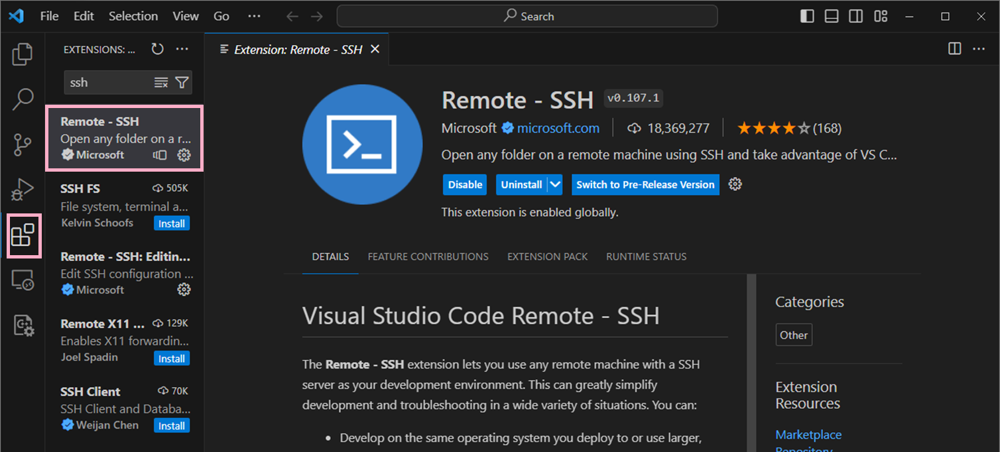 File Edit Selection View Go ··· Search
EXTENSIONS: ... ···
ssh
Remote - SSH
Open any folder on a r...
Microsoft
SSH FS 505K
File system, terminal a...
Kelvin Schoofs Install
Remote - SSH: Editin...
Edit SSH configuration ...
Microsoft
Remote X11 ... 129K
Enables X11 forwardin...
Joel Spadin Install
SSH Client 70K
SSH Client and Databa...
Weijan Chen Install
Extension: Remote - SSH
Remote - SSH v0.107.1
Microsoft microsoft.com 18,369,277 (168)
Open any folder on a remote machine using SSH and take advantage of VS C...
Disable Uninstall Switch to Pre-Release Version
This extension is enabled globally.
DETAILS FEATURE CONTRIBUTIONS EXTENSION PACK RUNTIME STATUS
Visual Studio Code Remote - SSH
The Remote - SSH extension lets you use any remote machine with a SSH
server as your development environment. This can greatly simplify
development and troubleshooting in a wide variety of situations. You can:
• Develop on the same operating system you deploy to or use larger,
Categories
Other
Extension
Resources
Marketplace
Repository